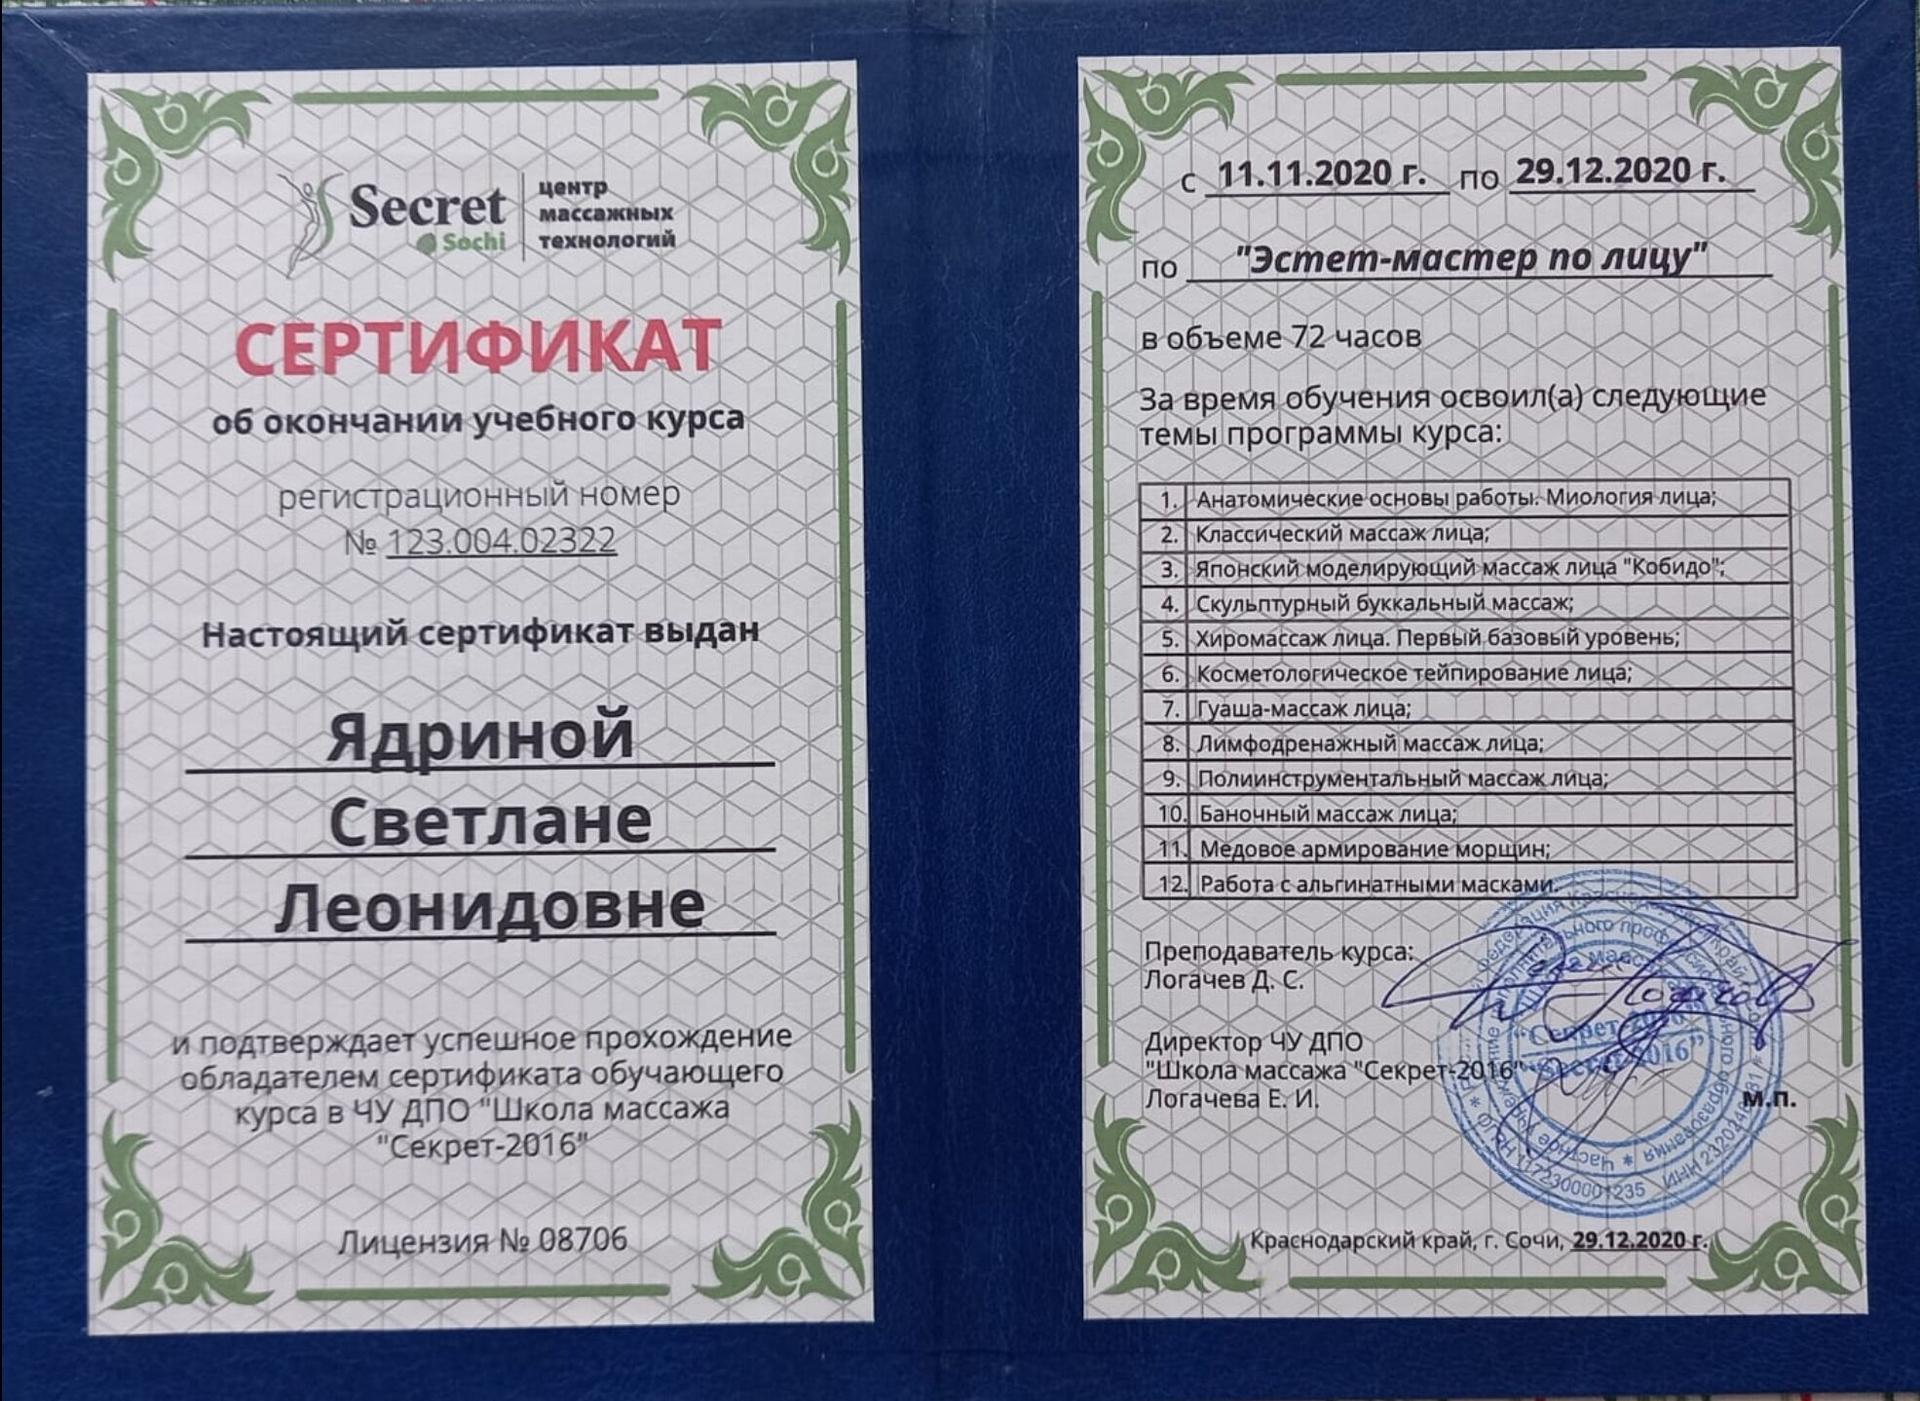 Secret
Sochi
центр
массажных
технологий
СЕРТИФИКАТ
об окончании учебного курса
регистрационный номер
№ 123.004.02322
Настоящий сертификат выдан
Ядриной
Светлане
Леонидовне
и подтверждает успешное прохождение
обладателем сертификата обучающего
курса в ЧУ ДПО "Школа массажа
"Секрет-2016"
Лицензия № 08706
с 11.11.2020 г. по 29.12.2020 г.
по "Эстет-мастер по лицу"
в объеме 72 часов
За время обучения освоил(а) следующие
темы программы курса:
1. Анатомические основы работы. Миология лица;
2. Классический массаж лица;
3. Японский моделирующий массаж лица "Кобидо";
4. Скульптурный буккальный массаж;
5. Хиромассаж лица. Первый базовый уровень;
6. Косметологическое тейпирование лица;
7. Гуаша-массаж лица;
8. Лимфодренажный массаж лица;
9. Полиинструментальный массаж лица;
10. Баночный массаж лица;
11. Медовое армирование морщин;
12. Работа с альгинатными масками.
Преподаватель курса:
Логачев Д. С.
Директор ЧУ ДПО
"Школа массажа "Секрет-2016"
Логачева Е. И.
м.п.
Частное образования
1172300001235 ИНН
Краснодарский край, г. Сочи, 29.12.2020 г.